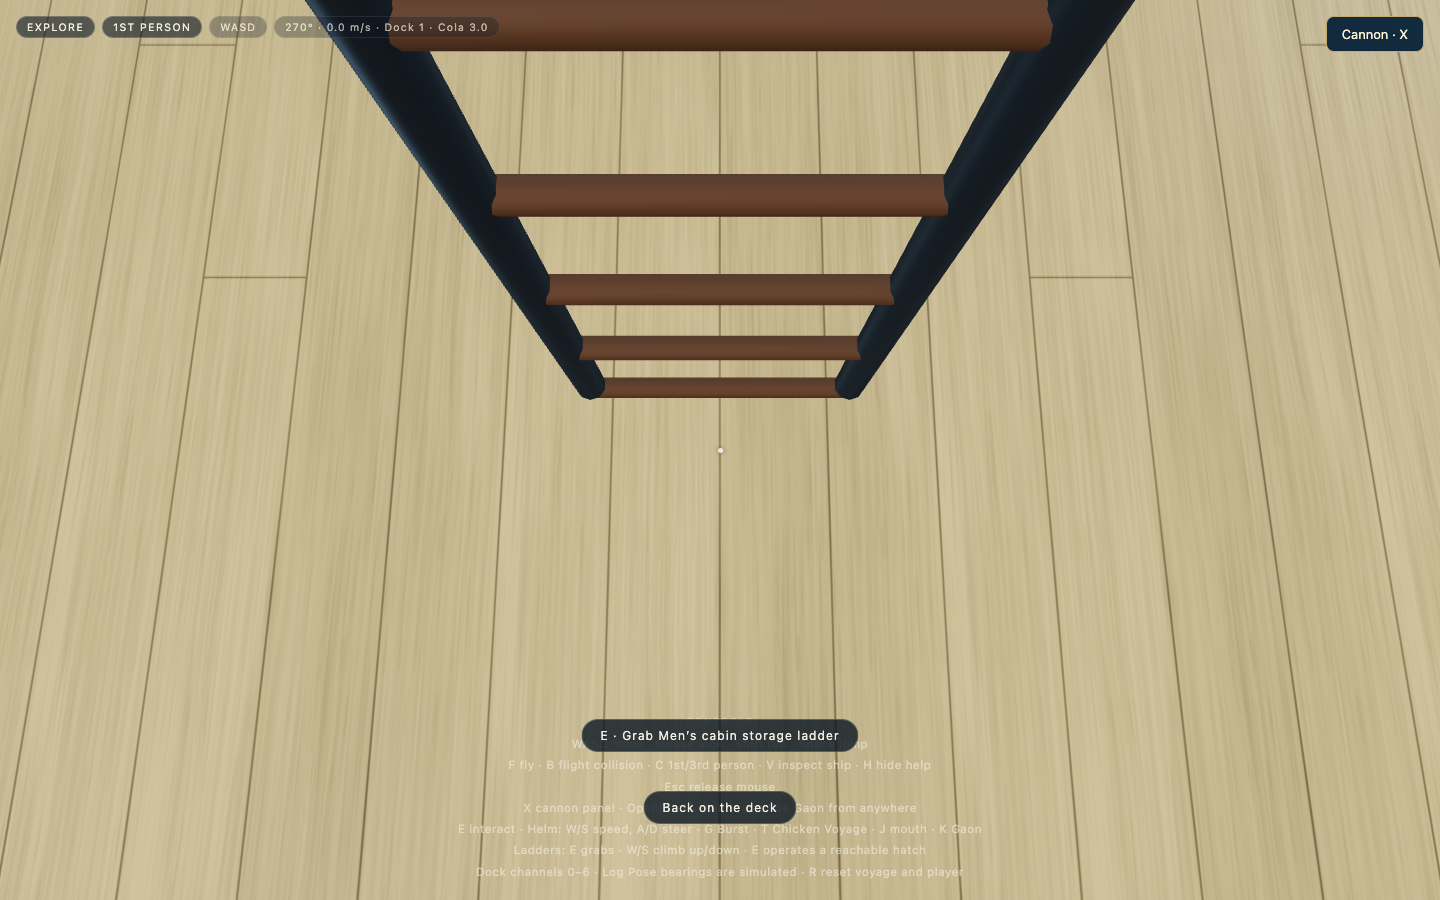 EXPLORE
1ST PERSON
WASD
270° · 0.0 m/s · Dock 1 · Cola 3.0
Cannon · X
E · Grab Men's cabin storage ladder
F fly · B flight collision · C 1st/3rd person · V inspect ship · H hide help
Esc release mouse
X cannon panel · Gaon from anywhere
Back on the deck
E interact · Helm: W/S speed, A/D steer · G Burst · T Chicken Voyage · J mouth · K Gaon
Ladders: E grabs · W/S climb up/down · E operates a reachable hatch
Dock channels 0–6 · Log Pose bearings are simulated · R reset voyage and player